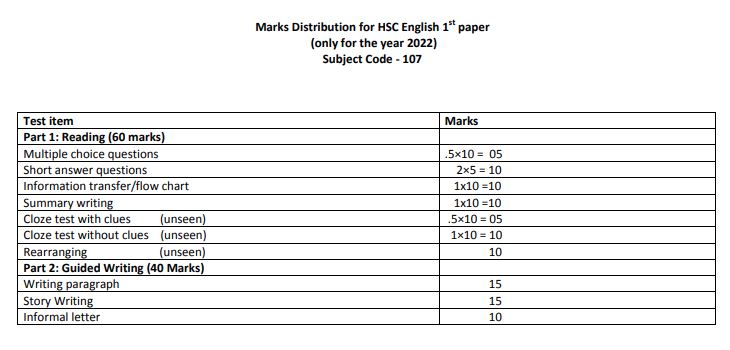 Marks Distribution for HSC English 1st paper
(only for the year 2022)
Subject Code - 107
Test item Marks
Part 1: Reading (60 marks)
Multiple choice questions .5×10 = 05
Short answer questions 2×5 = 10
Information transfer/flow chart 1x10 =10
Summary writing 1x10 =10
Cloze test with clues (unseen) .5×10 = 05
Cloze test without clues (unseen) 1×10 = 10
Rearranging (unseen) 10
Part 2: Guided Writing (40 Marks)
Writing paragraph 15
Story Writing 15
Informal letter 10